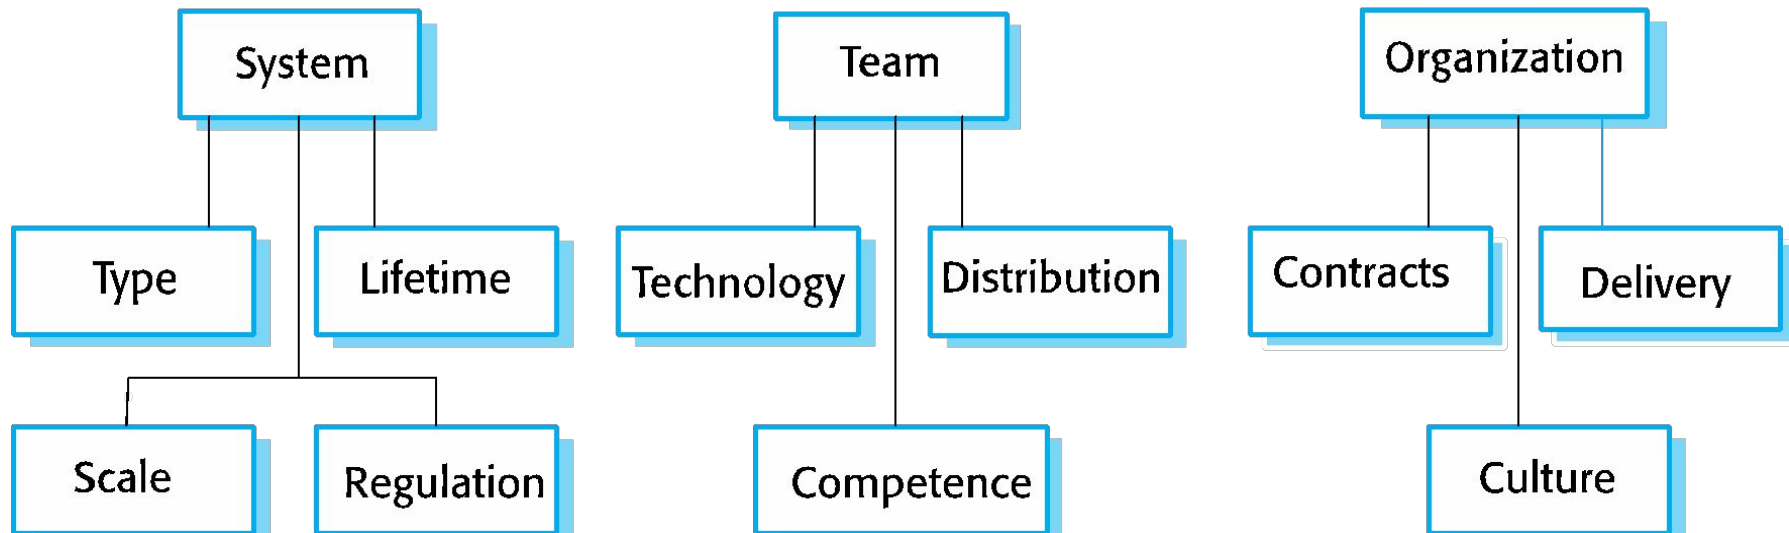 System
Team
Organization
Type
Lifetime
Technology
Distribution
Contracts
Delivery
Scale
Regulation
Competence
Culture